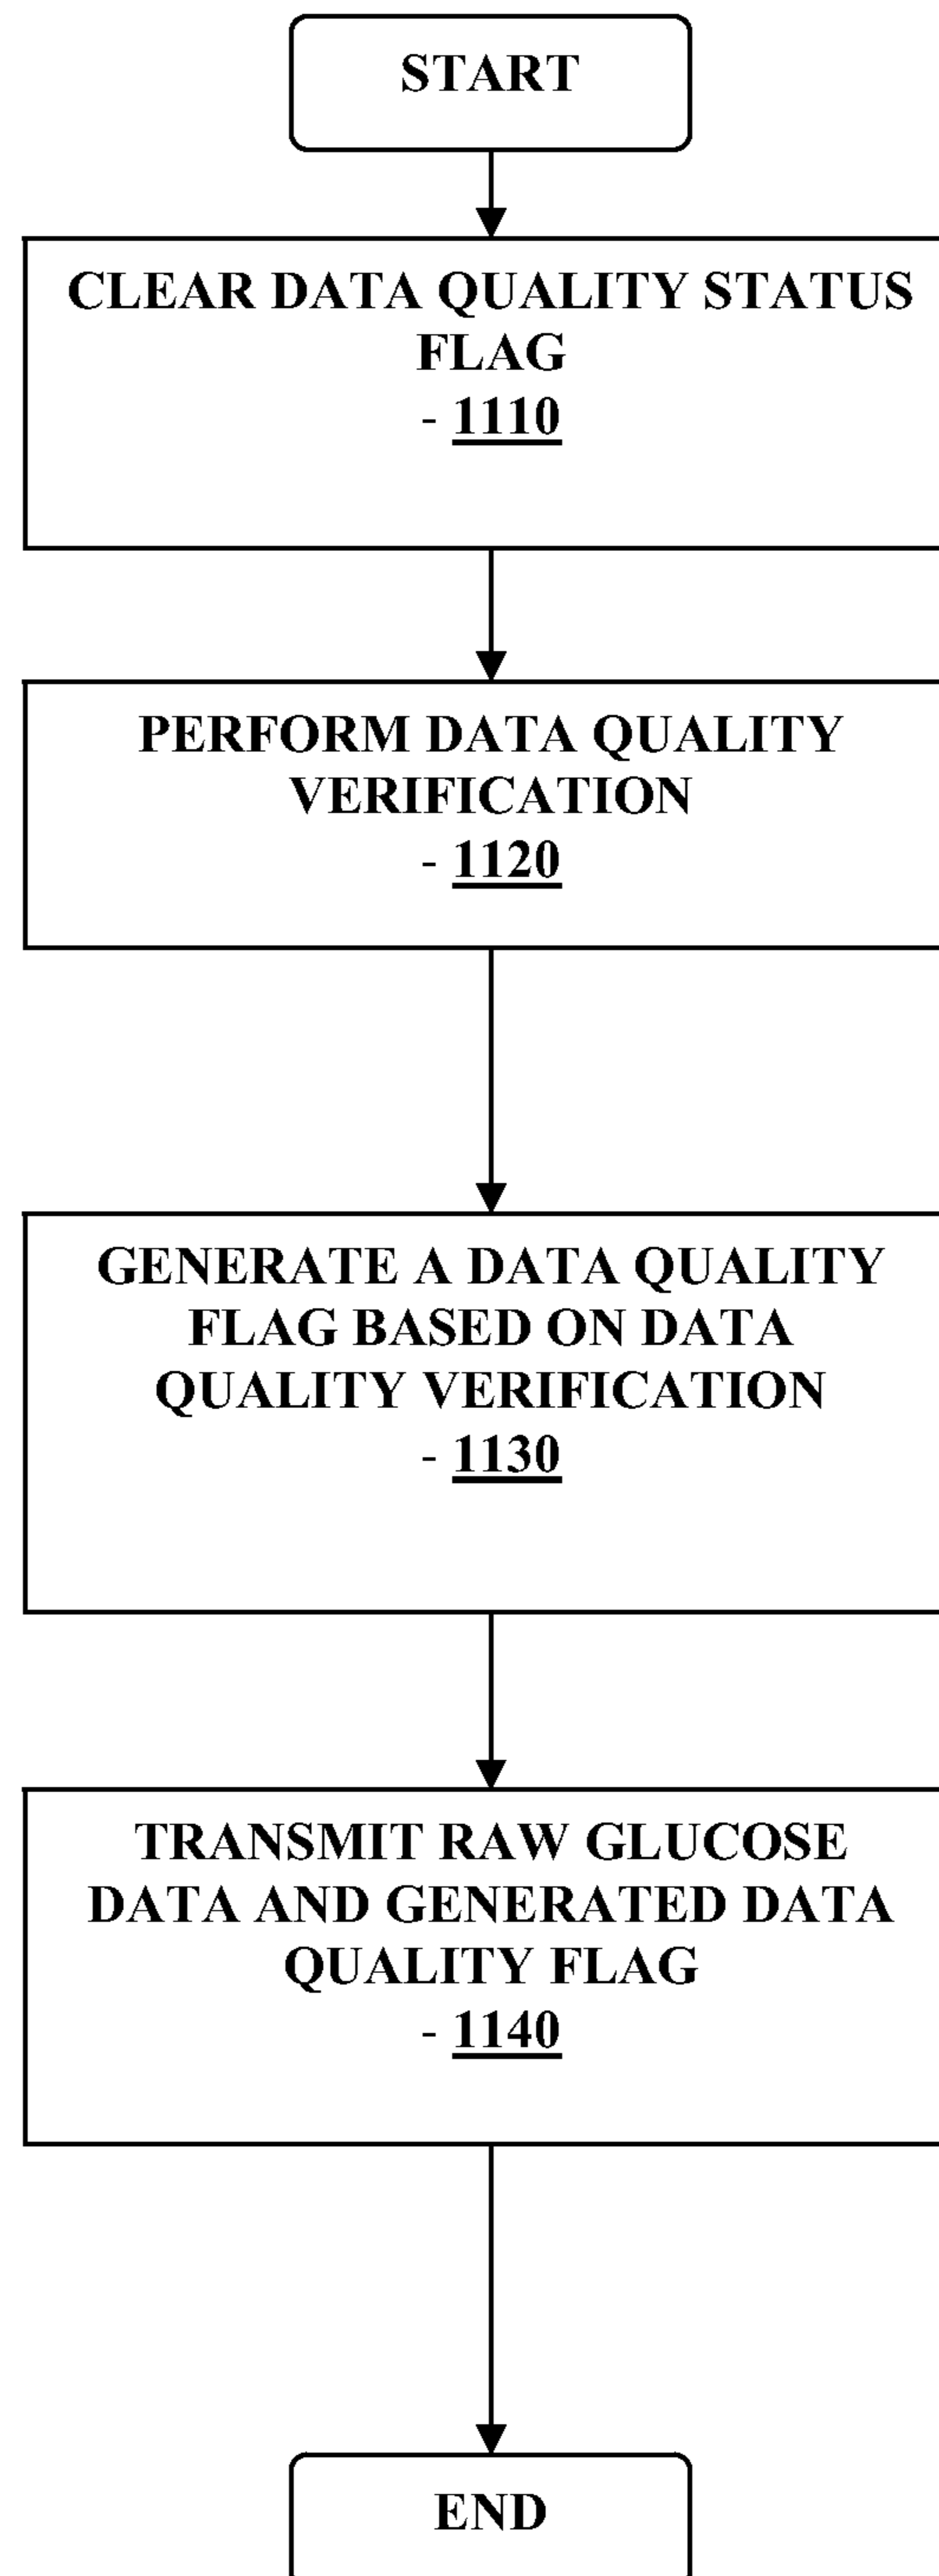 START
CLEAR DATA QUALITY STATUS
FLAG
- 1110
PERFORM DATA QUALITY
VERIFICATION
- 1120
GENERATE A DATA QUALITY
FLAG BASED ON DATA
QUALITY VERIFICATION
- 1130
TRANSMIT RAW GLUCOSE
DATA AND GENERATED DATA
QUALITY FLAG
- 1140
END